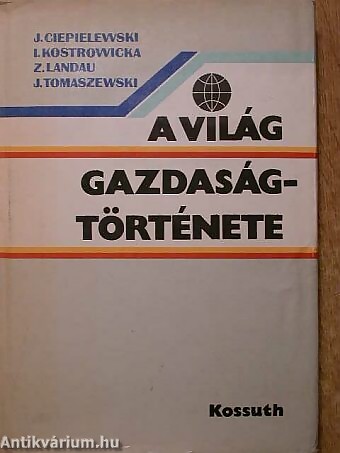 J. CIEPIELEWSKI
I. KOSTROWICKA
Z. LANDAU
J. TOMASZEWSKI
A VILÁG
GAZDASÁG-
TÖRTÉNETE
Kossuth
Antikvárium.hu